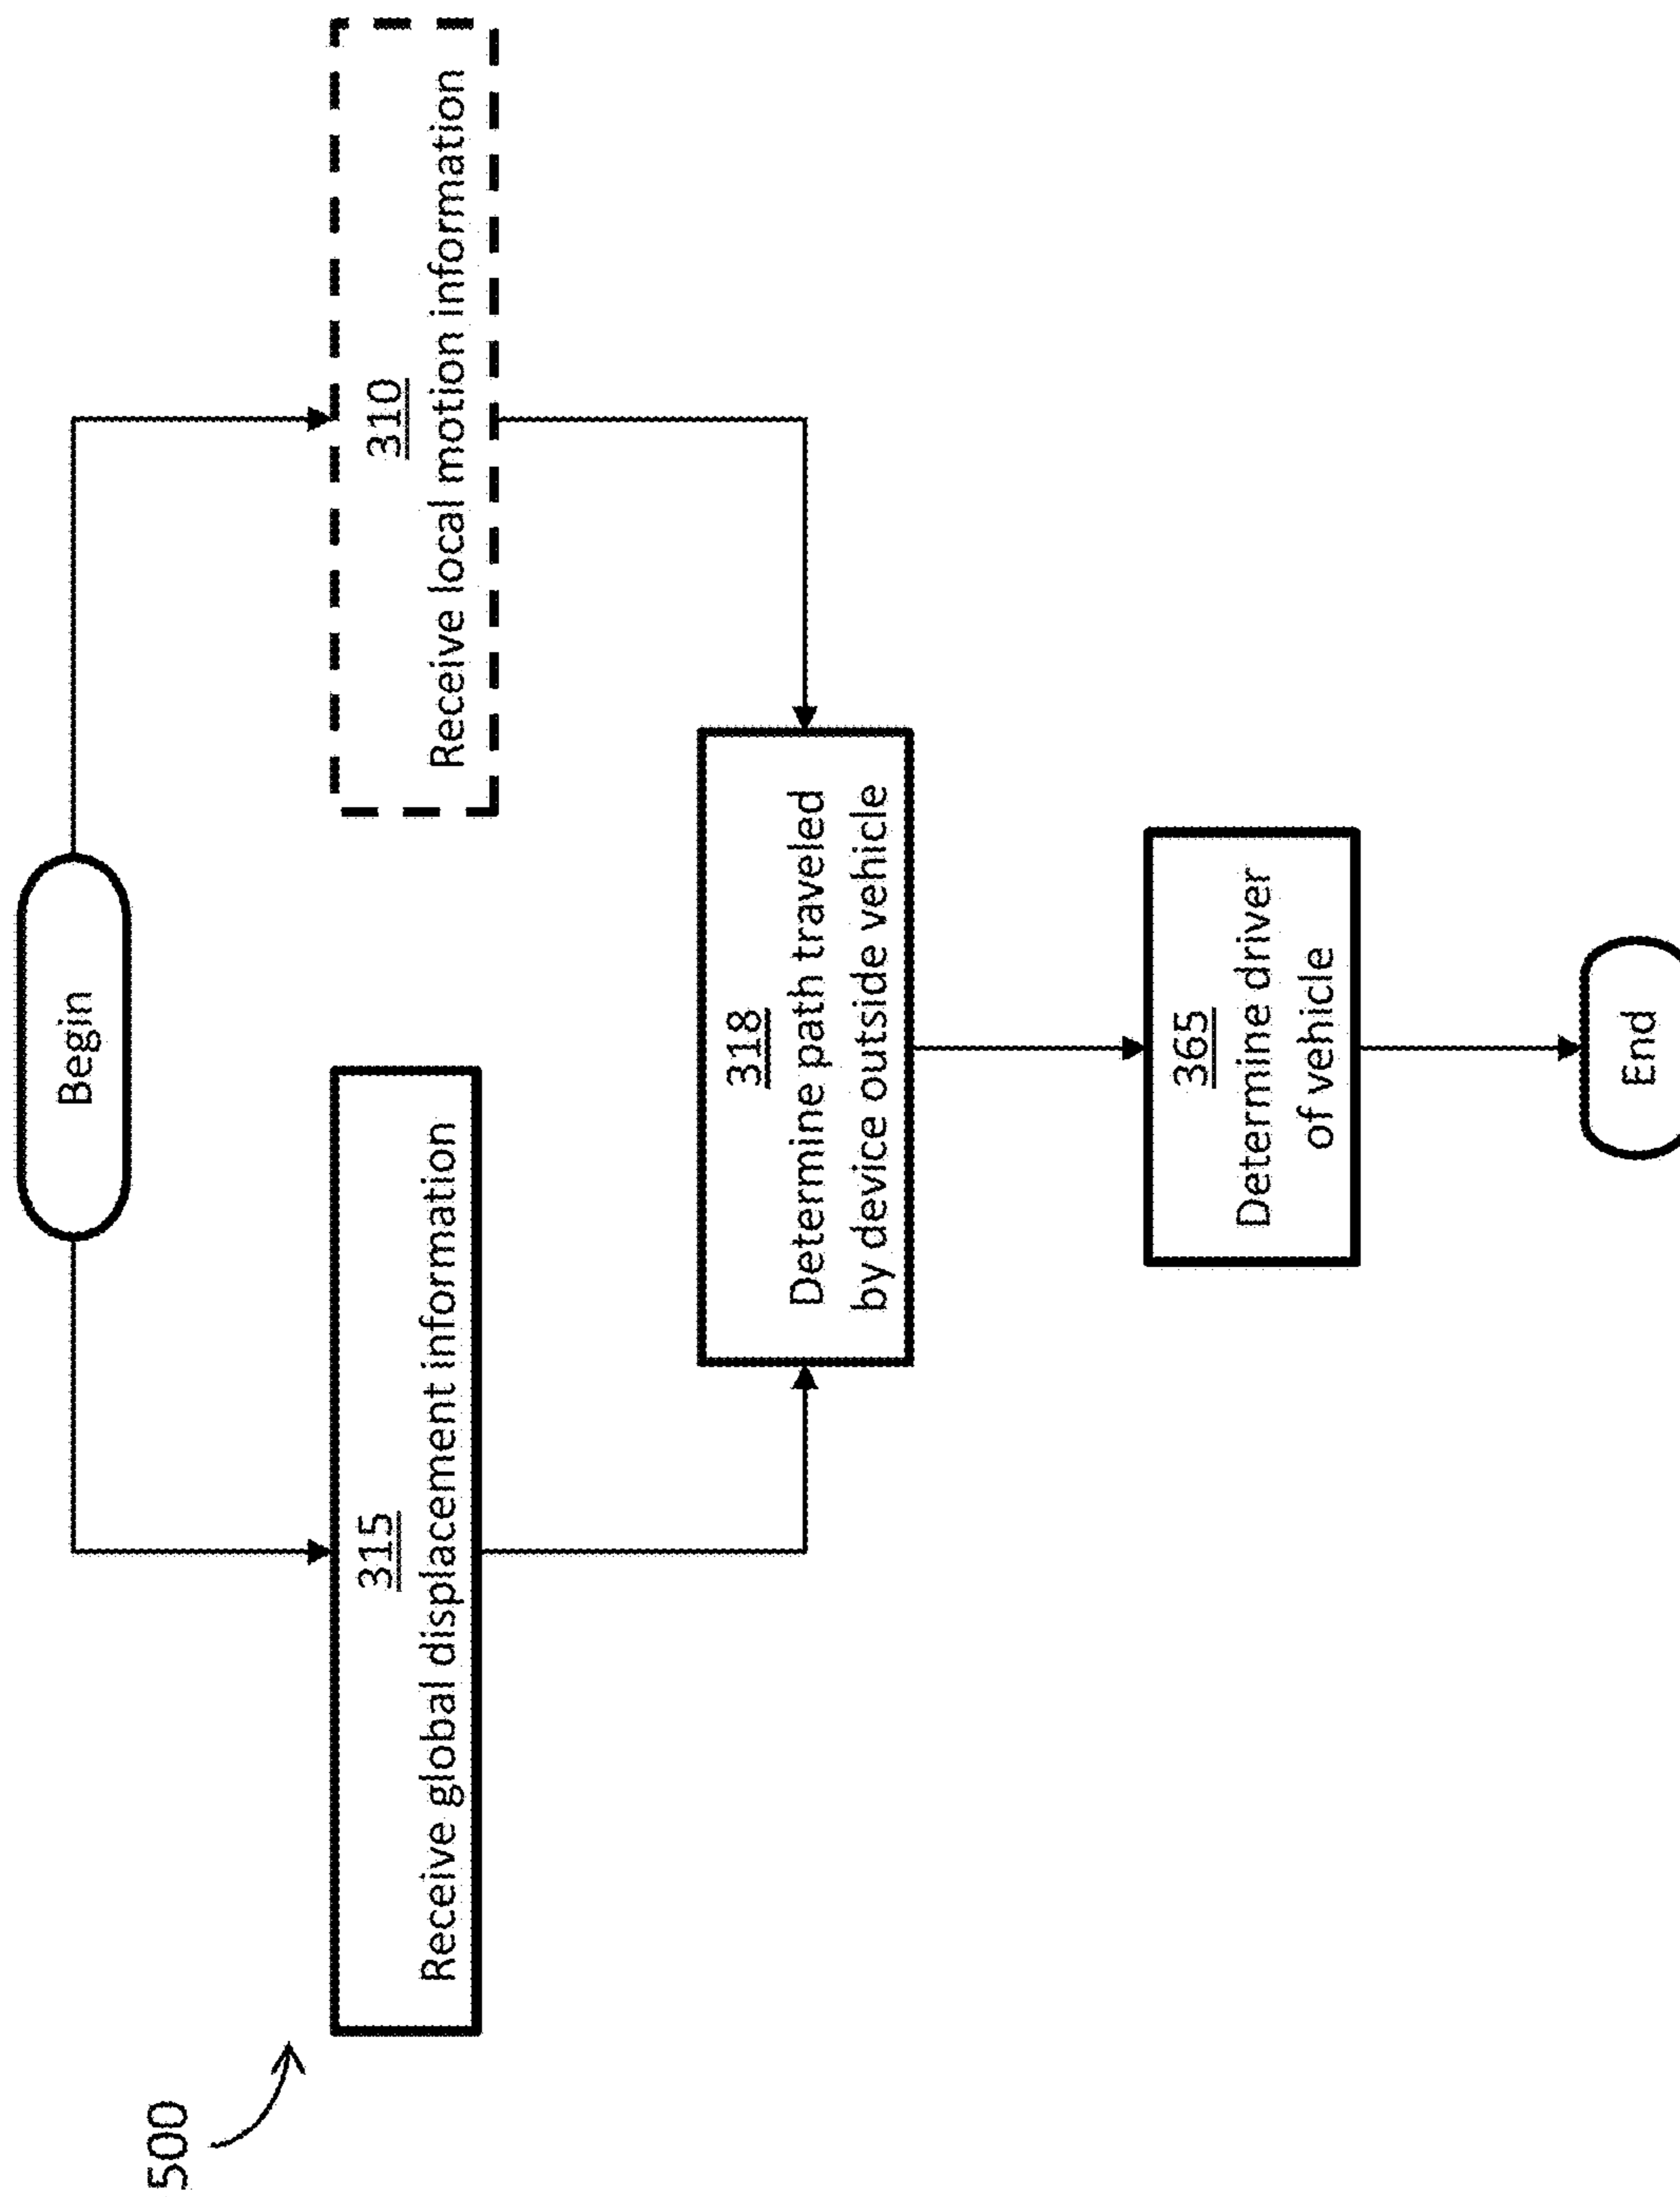 500
Begin
315
Receive global displacement information
310
Receive local motion information
318
Determine path traveled
by device outside vehicle
365
Determine driver
of vehicle
End